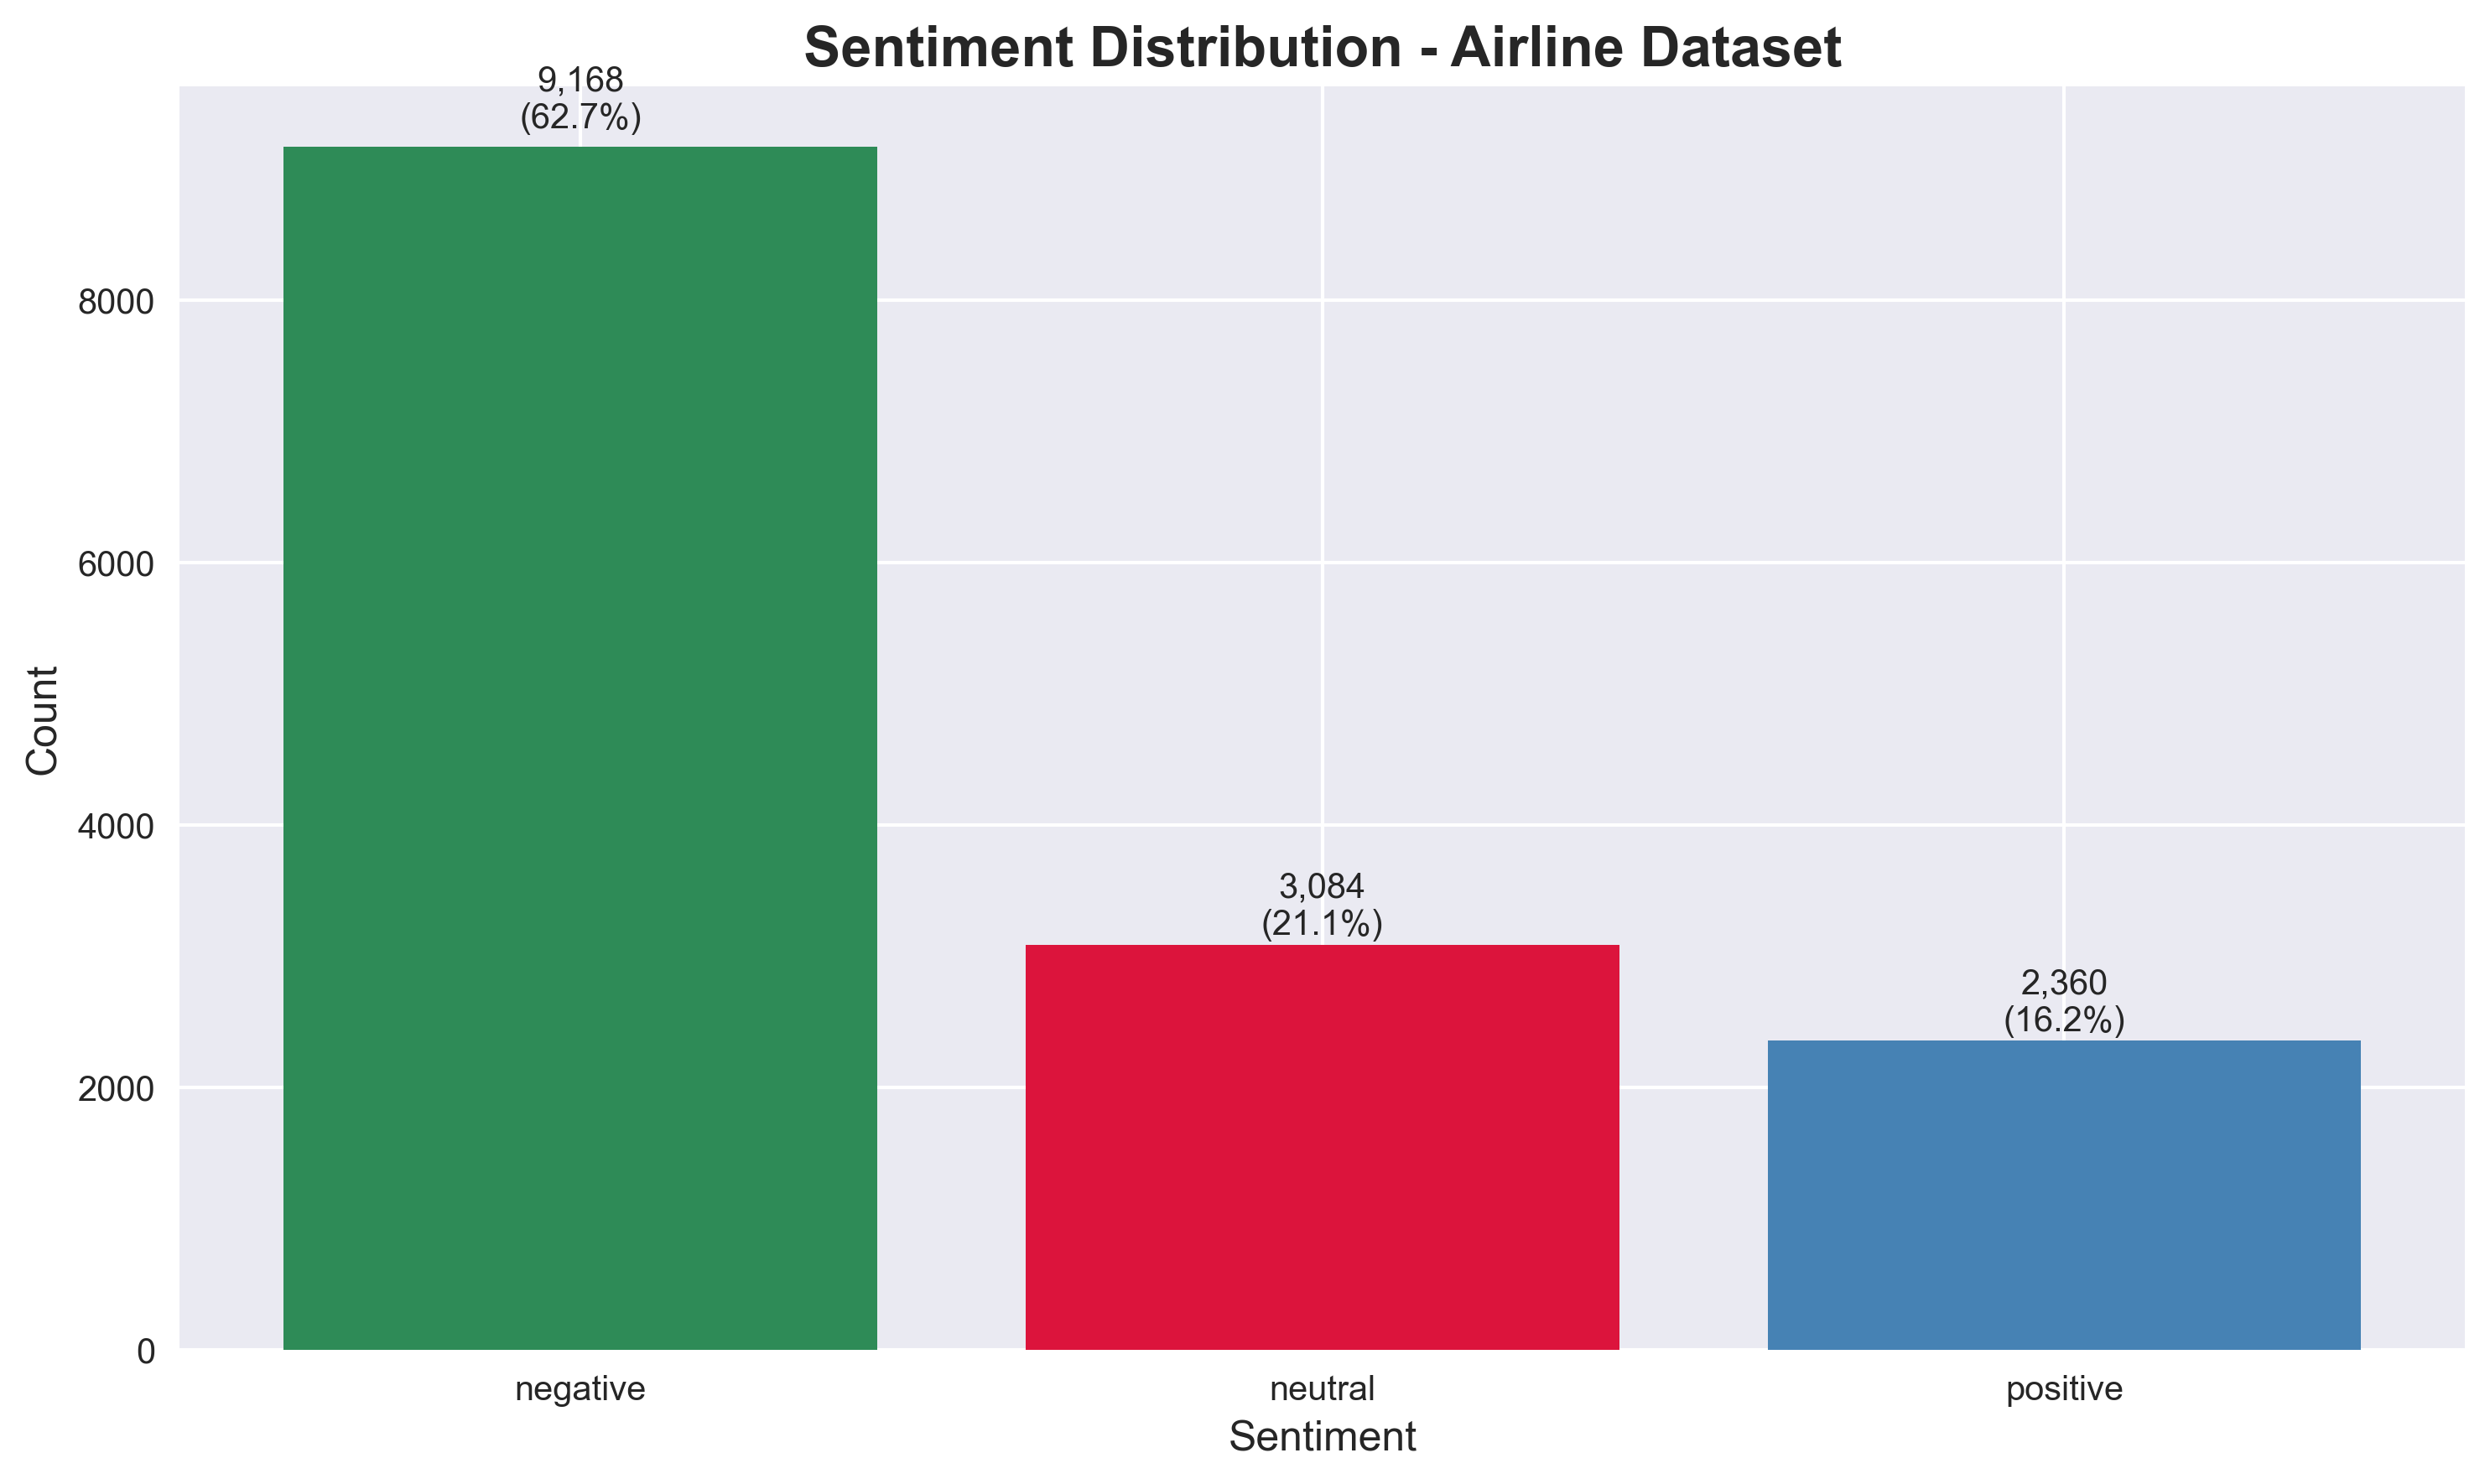 Sentiment Distribution - Airline Dataset
9,168
(62.7%)
8000
6000
4000
2000
0
Count
3,084
(21.1%)
2,360
(16.2%)
negative
neutral
positive
Sentiment